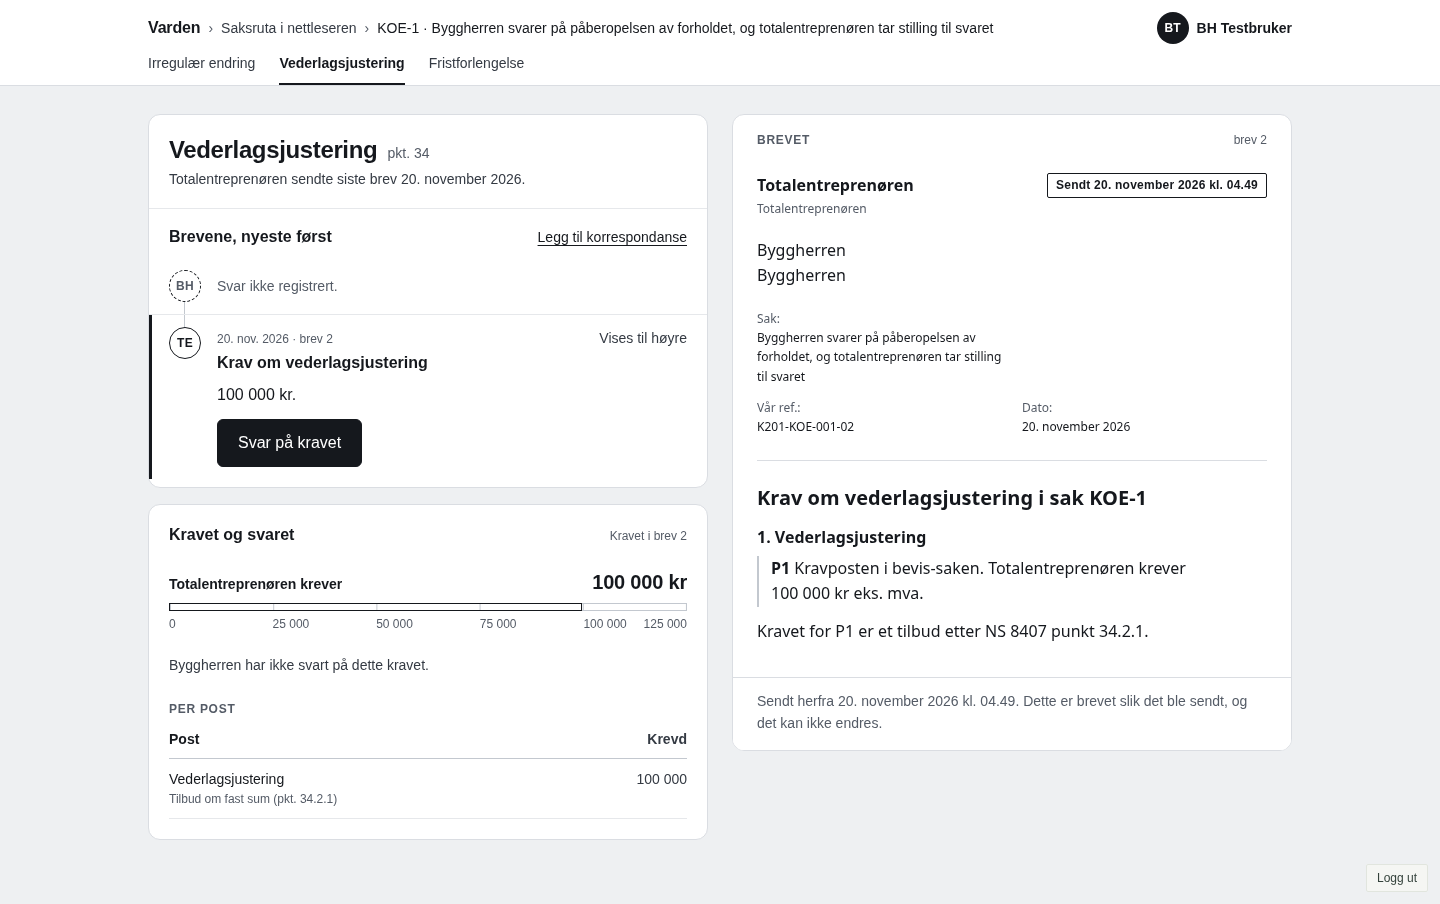 Varden › Saksruta i nettleseren › KOE-1 · Byggherren svarer på påberopelsen av forholdet, og totalentreprenøren tar stilling til svaret
BT BH Testbruker
Irregulær endring Vederlagsjustering Fristforlengelse
Vederlagsjustering pkt. 34
Totalentreprenøren sendte siste brev 20. november 2026.
Brevene, nyeste først Legg til korrespondanse
BH Svar ikke registrert.
TE 20. nov. 2026 · brev 2 Vises til høyre
Krav om vederlagsjustering
100 000 kr.
Svar på kravet
Kravet og svaret Kravet i brev 2
Totalentreprenøren krever 100 000 kr
0 25 000 50 000 75 000 100 000 125 000
Byggherren har ikke svart på dette kravet.
PER POST
Post Krevd
Vederlagsjustering 100 000
Tilbud om fast sum (pkt. 34.2.1)
BREVET brev 2
Totalentreprenøren Sendt 20. november 2026 kl. 04.49
Totalentreprenøren
Byggherren
Byggherren
Sak:
Byggherren svarer på påberopelsen av
forholdet, og totalentreprenøren tar stilling
til svaret
Vår ref.: Dato:
K201-KOE-001-02 20. november 2026
Krav om vederlagsjustering i sak KOE-1
1. Vederlagsjustering
P1 Kravposten i bevis-saken. Totalentreprenøren krever
100 000 kr eks. mva.
Kravet for P1 er et tilbud etter NS 8407 punkt 34.2.1.
Sendt herfra 20. november 2026 kl. 04.49. Dette er brevet slik det ble sendt, og
det kan ikke endres.
Logg ut